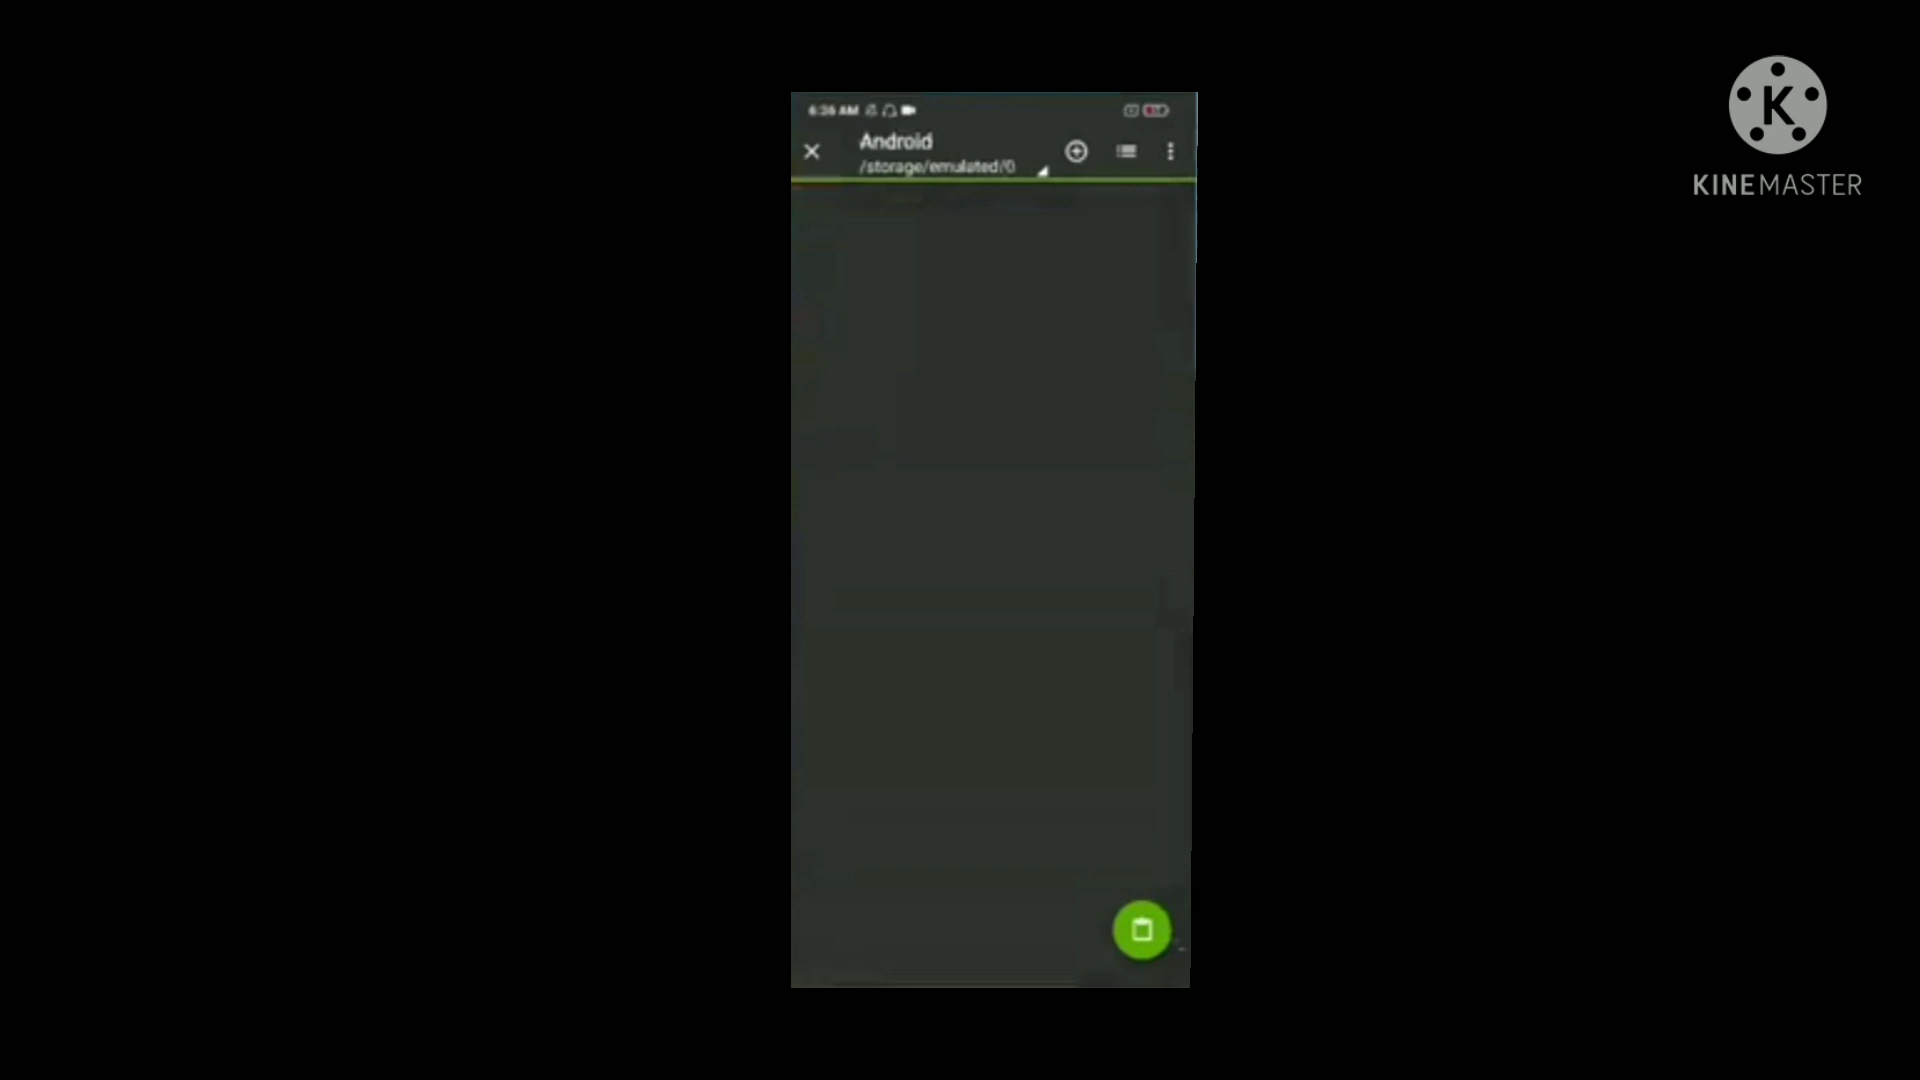 6:36 AM
Android
/storage/emulated/0
K
KINEMASTER